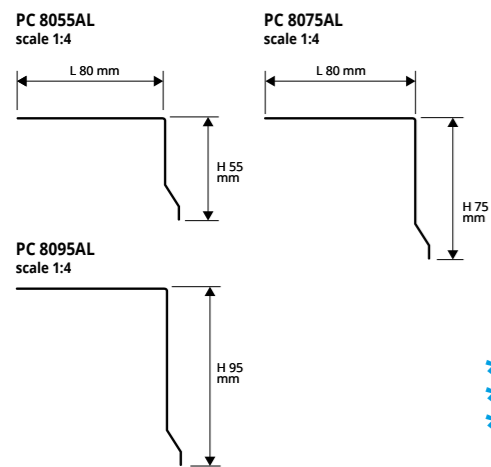 PC 8055AL
scale 1:4
L 80 mm
H 55
mm
PC 8075AL
scale 1:4
L 80 mm
H 75
mm
PC 8095AL
scale 1:4
H 95
mm